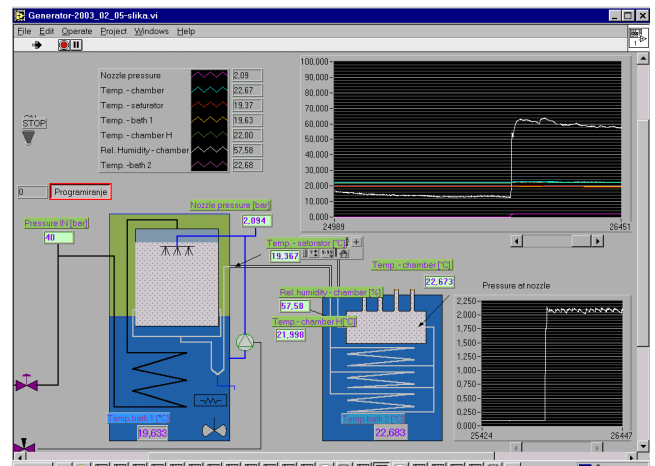 Generator-2003_02_05-slika.vi
File Edit Operate Project Windows Help
Nozzle pressure 2,09
Temp. - chamber 22,67
Temp. - saturator 19,37
Temp. - bath 1 19,63
Temp. - chamber H 22,00
Rel. Humidity - chamber 57,58
Temp. -bath 2 22,68
STOP
0 Programiranje
100,000
90,000
80,000
70,000
60,000
50,000
40,000
30,000
20,000
10,000
0,000
24989 26451
Pressure IN [bar]
40
Nozzle pressure [bar]
2,094
Temp. - saturator [°C]
19,367
Temp. - chamber [°C]
22,673
Rel. humidity - chamber [%]
57,58
Temp. - chamber H [°C]
21,998
Temp.bath 1 [°C]
19,633
Temp.bath 2 [°C]
22,683
Pressure at nozzle
2,250
2,000
1,750
1,500
1,250
1,000
0,750
0,500
0,250
0,000
25424 26447